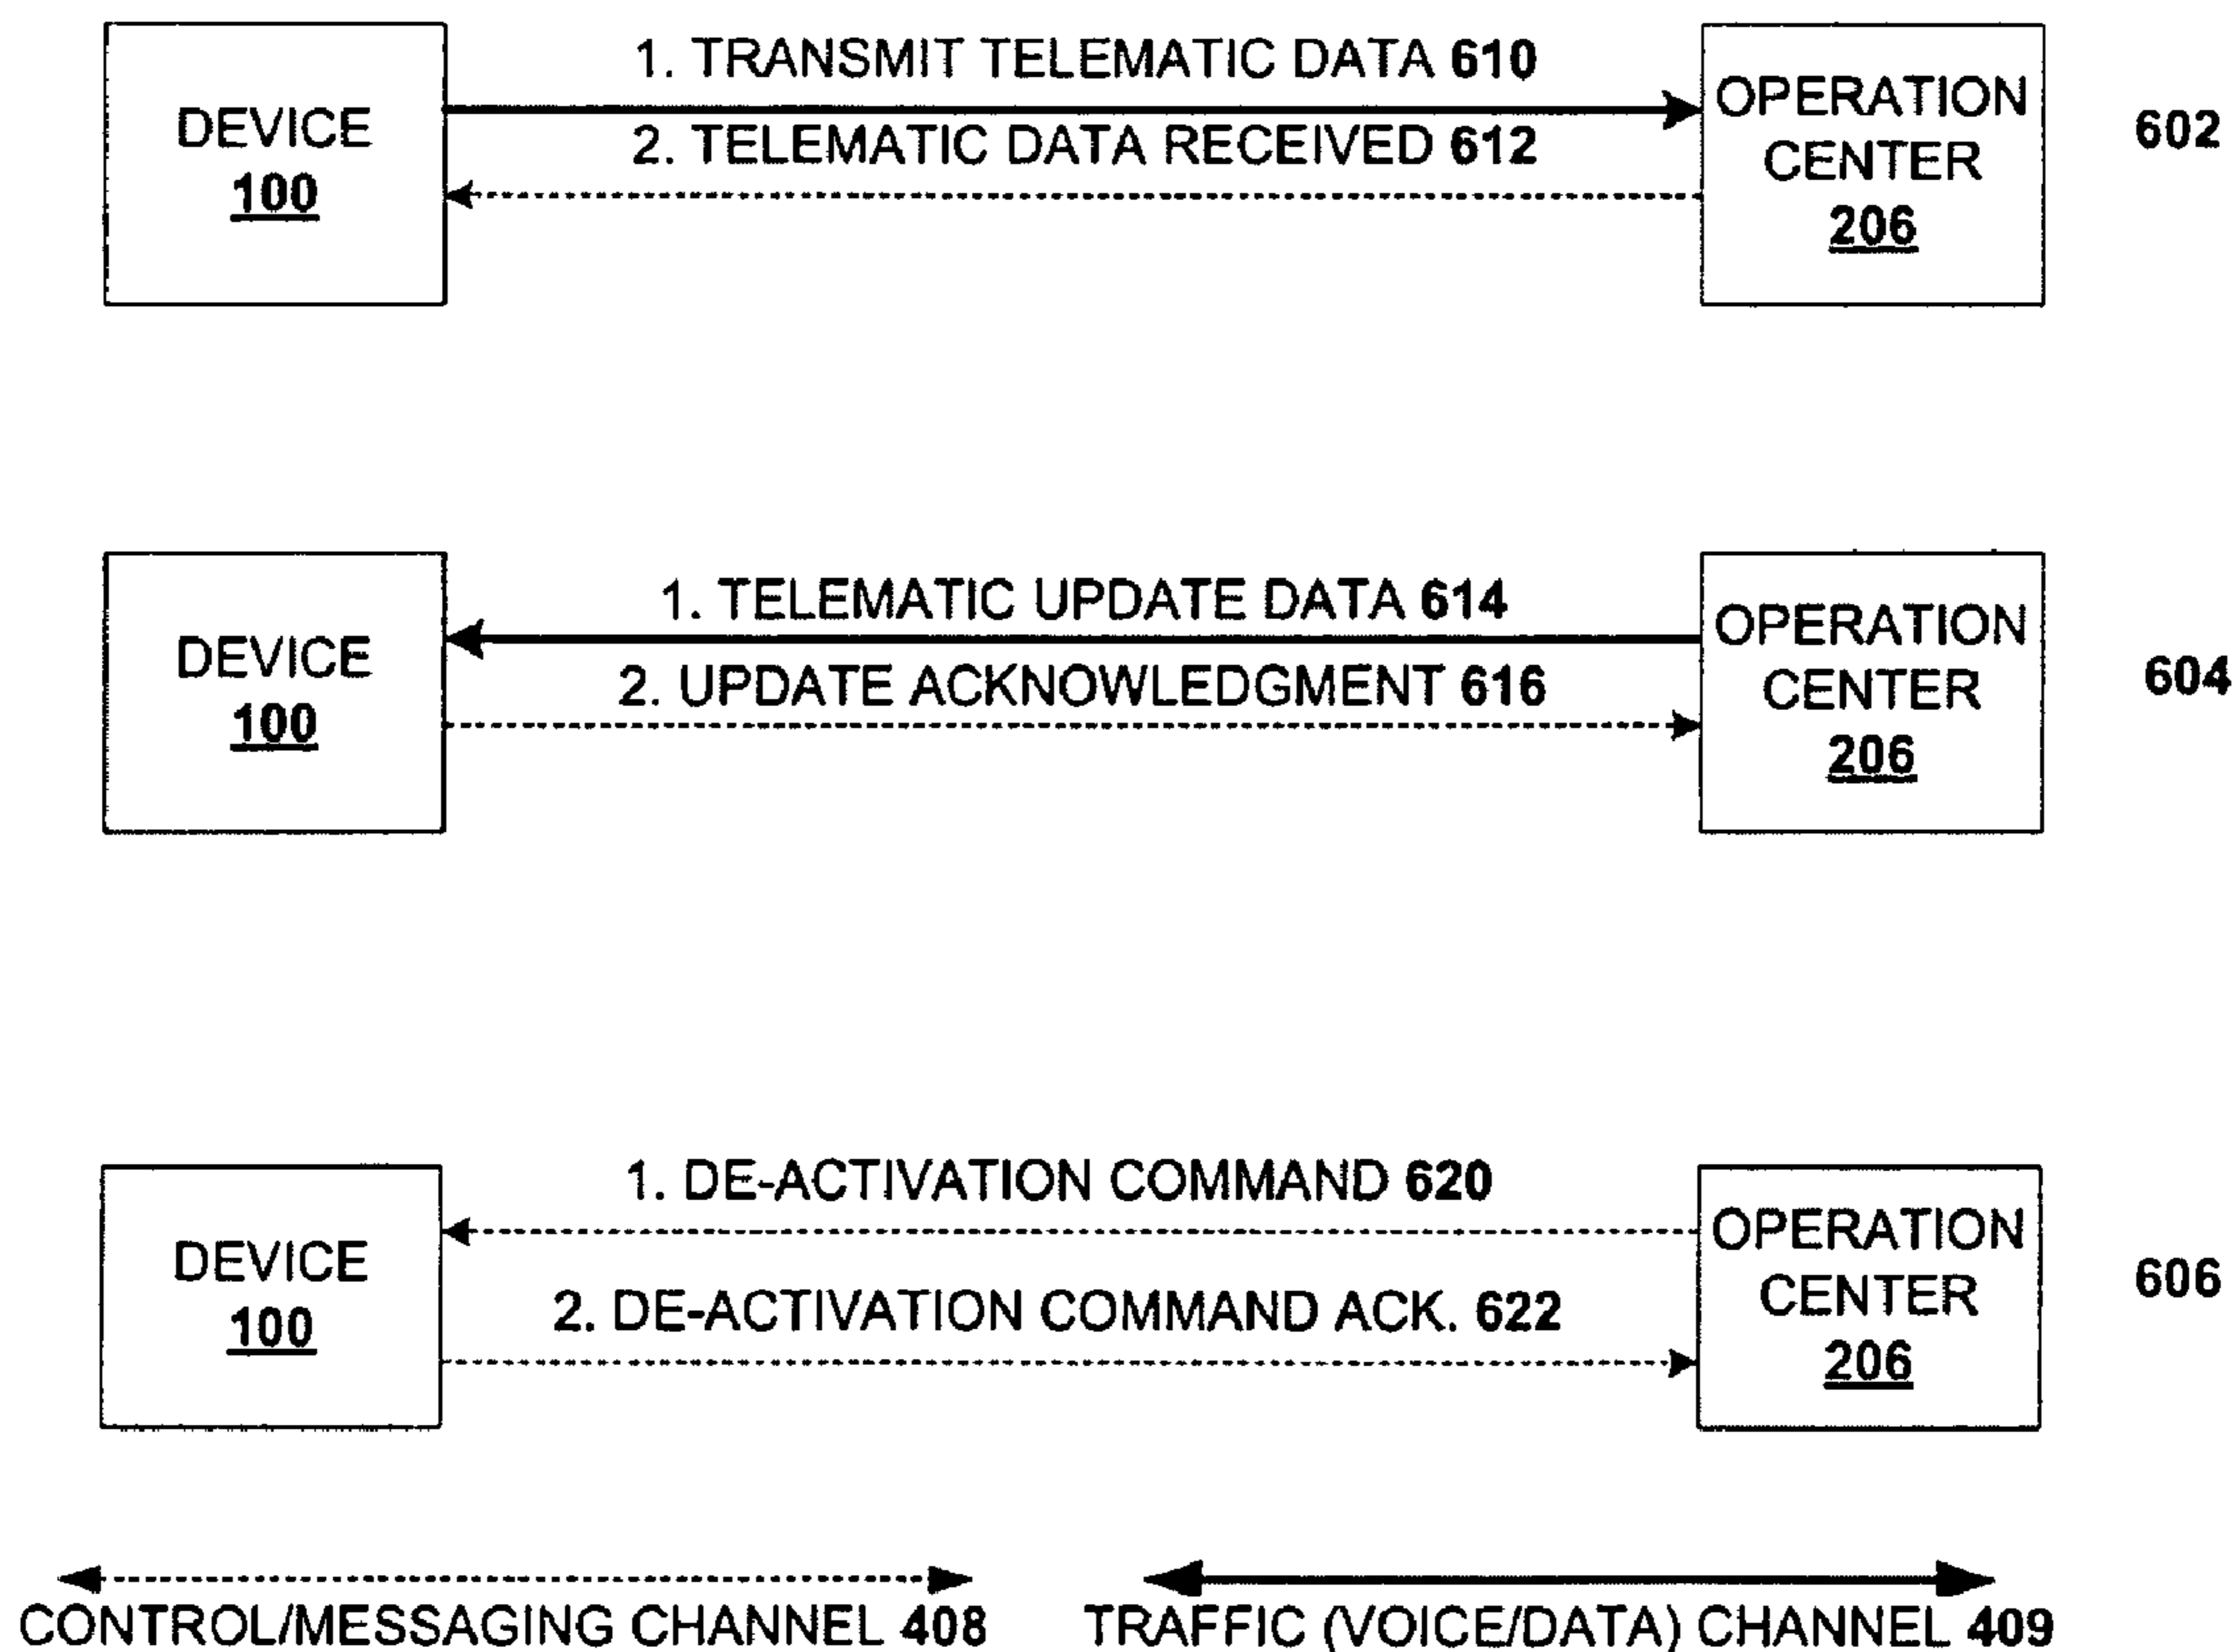 1. TRANSMIT TELEMATIC DATA 610
DEVICE
100
2. TELEMATIC DATA RECEIVED 612
OPERATION
CENTER
206
602
1. TELEMATIC UPDATE DATA 614
DEVICE
100
2. UPDATE ACKNOWLEDGMENT 616
OPERATION
CENTER
206
604
1. DE-ACTIVATION COMMAND 620
DEVICE
100
2. DE-ACTIVATION COMMAND ACK. 622
OPERATION
CENTER
206
606
CONTROL/MESSAGING CHANNEL 408
TRAFFIC (VOICE/DATA) CHANNEL 409